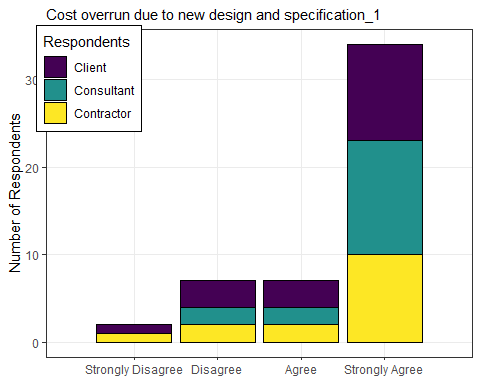 Cost overrun due to new design and specification_1
Respondents
Client
Consultant
Contractor
Number of Respondents
30
20
10
0
Strongly Disagree
Disagree
Agree
Strongly Agree